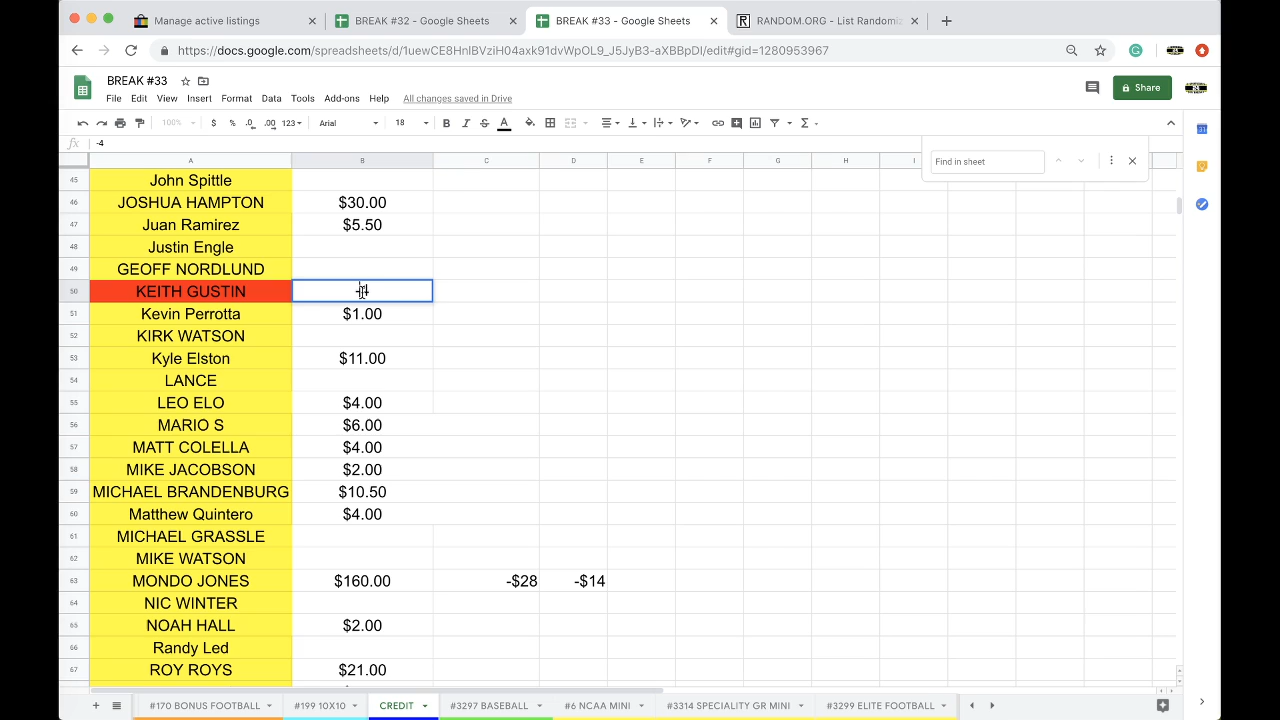 Manage active listings
BREAK #32 - Google Sheets
BREAK #33 - Google Sheets
RANDOM.ORG - List Randomiz
https://docs.google.com/spreadsheets/d/1uewCE8HnlBVziH04axk91dvWpOL9_J5JyB3-aXBBpDI/edit#gid=1280953967
BREAK #33
File Edit View Insert Format Data Tools Add-ons Help All changes saved in Drive
Share
100% $ % .0 .00 123 Arial 18 B I S A
fx -4
Find in sheet
A B C D E F G H I
45 John Spittle
46 JOSHUA HAMPTON $30.00
47 Juan Ramirez $5.50
48 Justin Engle
49 GEOFF NORDLUND
50 KEITH GUSTIN -4
51 Kevin Perrotta $1.00
52 KIRK WATSON
53 Kyle Elston $11.00
54 LANCE
55 LEO ELO $4.00
56 MARIO S $6.00
57 MATT COLELLA $4.00
58 MIKE JACOBSON $2.00
59 MICHAEL BRANDENBURG $10.50
60 Matthew Quintero $4.00
61 MICHAEL GRASSLE
62 MIKE WATSON
63 MONDO JONES $160.00 -$28 -$14
64 NIC WINTER
65 NOAH HALL $2.00
66 Randy Led
67 ROY ROYS $21.00
#170 BONUS FOOTBALL #199 10X10 CREDIT #3307 BASEBALL #6 NCAA MINI #3314 SPECIALITY GR MINI #3299 ELITE FOOTBALL